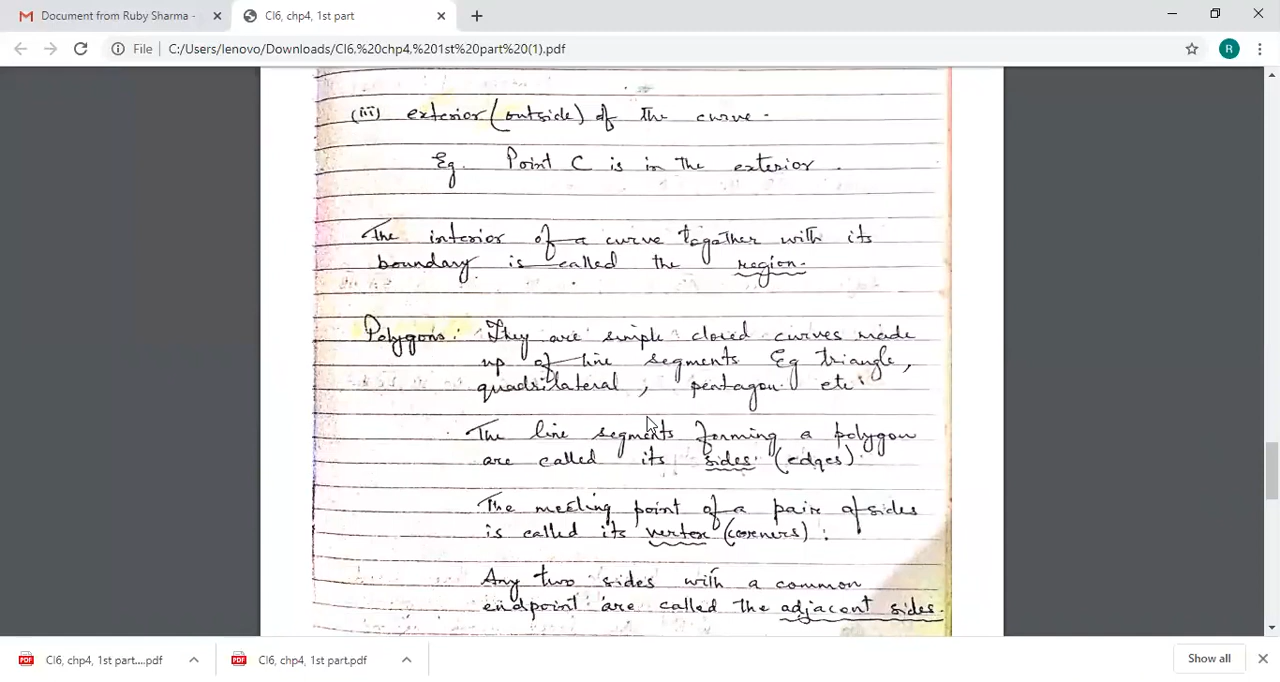 Document from Ruby Sharma -
Cl6, chp4, 1st part
File
C:/Users/lenovo/Downloads/Cl6,%20chp4,%201st%20part%20(1).pdf
R
(iii) exterior (outside) of the curve.
Eg. Point C is in the exterior.
The interior of a curve together with its
boundary is called the region.
Polygons: They are simple closed curves made
up of line segments Eg triangle,
quadrilateral, pentagon etc.
The line segments forming a polygon
are called its sides (edges).
The meeting point of a pair of sides
is called its vertex (corners).
Any two sides with a common
endpoint are called the adjacent sides.
PDF
Cl6, chp4, 1st part....pdf
PDF
Cl6, chp4, 1st part.pdf
Show all